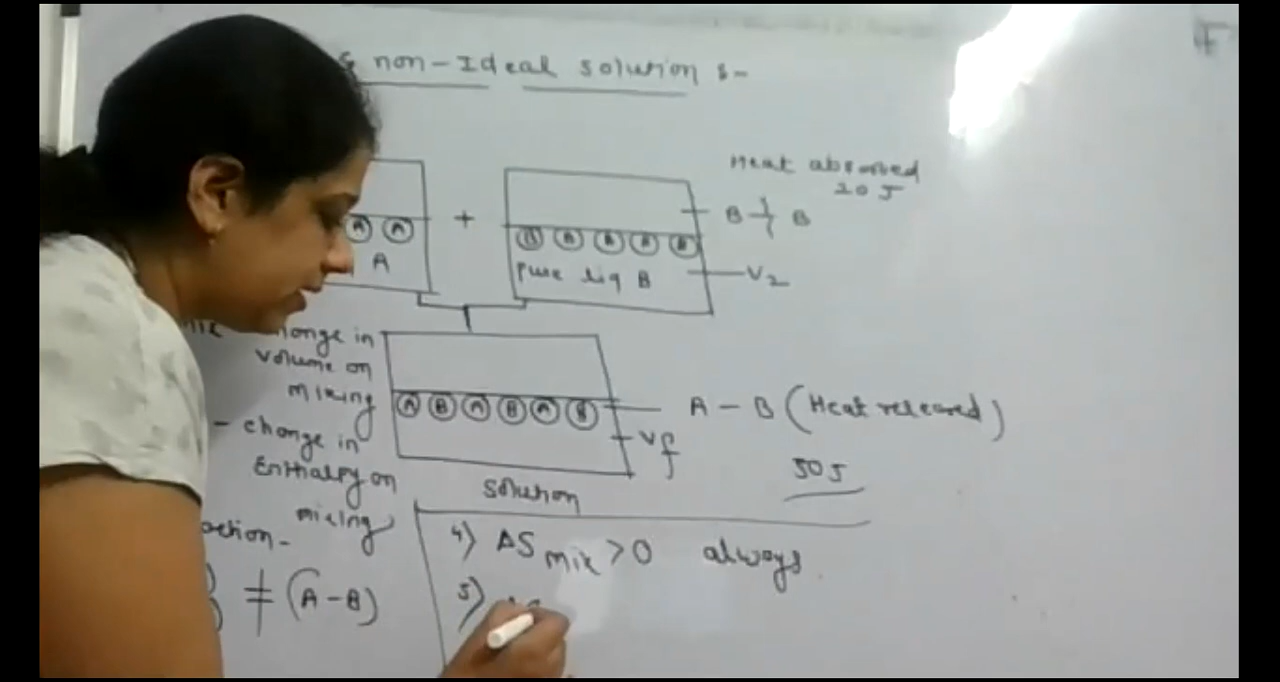 & non-Ideal solution :-
Heat absorbed
20 J
A A
+
B B
B B B B B
A
Pure liq B
V2
change in
volume on
mixing
A B A B A B
A - B (Heat released)
- change in
Vf
Enthalpy on
50J
mixing
solution
4) ΔS mix > 0 always
5)
≠ (A-B)